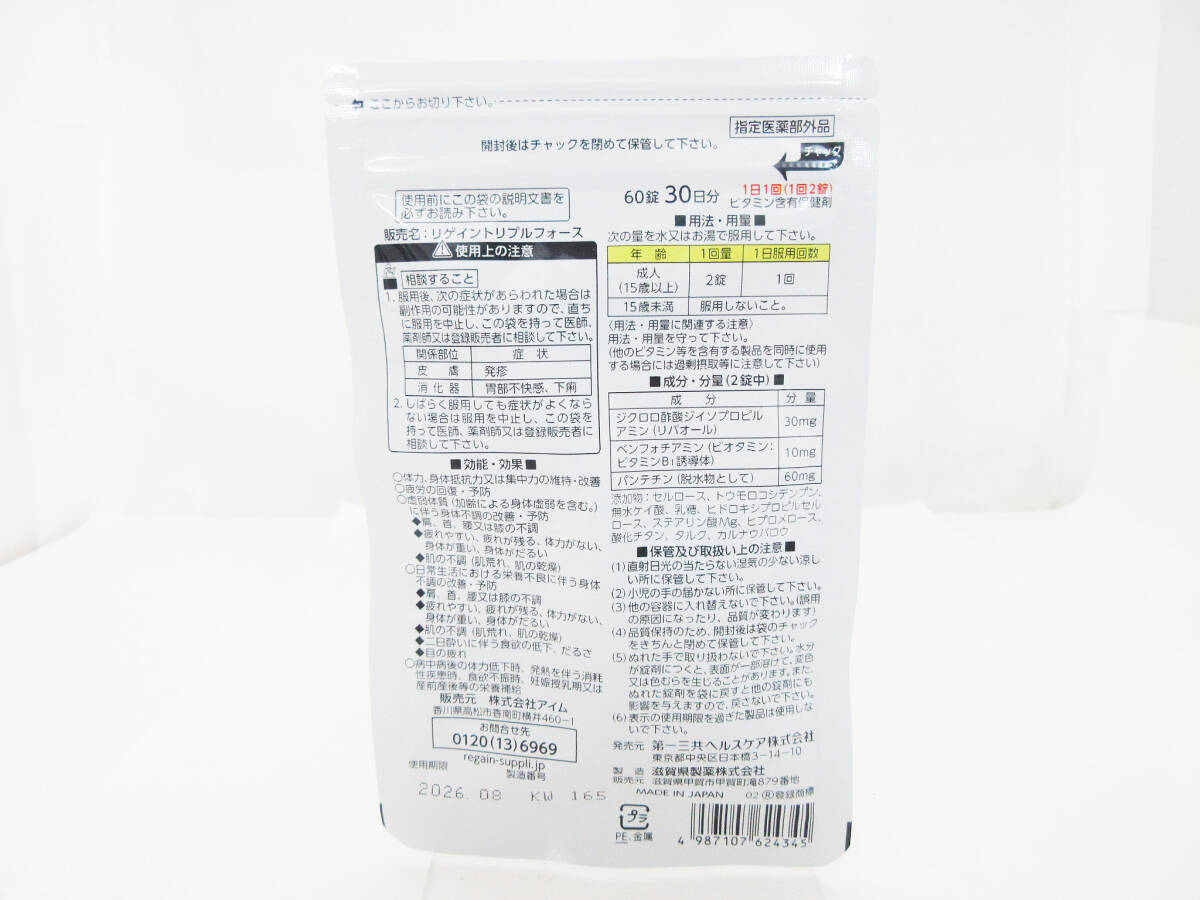 ここからお切り下さい。
指定医薬部外品
開封後はチャックを閉めて保管して下さい。
チャック
使用前にこの袋の説明文書を
必ずお読み下さい。
販売名：リゲイントリプルフォース
使用上の注意
相談すること
1. 服用後、次の症状があらわれた場合は
副作用の可能性がありますので、直ち
に服用を中止し、この袋を持って医師、
薬剤師又は登録販売者に相談して下さい。
関係部位 症状
皮膚 発疹
消化器 胃部不快感、下痢
2. しばらく服用しても症状がよくなら
ない場合は服用を中止し、この袋を
持って医師、薬剤師又は登録販売者に
相談して下さい。
■効能・効果■
○体力、身体抵抗力又は集中力の維持・改善
○疲労の回復・予防
○虚弱体質（加齢による身体虚弱を含む。）
に伴う身体不調の改善・予防
◆肩、首、腰又は膝の不調
◆疲れやすい、疲れが残る、体力がない、
身体が重い、身体がだるい
◆肌の不調（肌荒れ、肌の乾燥）
○日常生活における栄養不良に伴う身体
不調の改善・予防
◆肩、首、腰又は膝の不調
◆疲れやすい、疲れが残る、体力がない、
身体が重い、身体がだるい
◆肌の不調（肌荒れ、肌の乾燥）
◆二日酔いに伴う食欲の低下、だるさ
◆目の疲れ
○病中病後の体力低下時、発熱を伴う消耗
性疾患時、食欲不振時、妊娠授乳期又は
産前産後等の栄養補給
販売元 株式会社アイム
香川県高松市香南町横井460-1
お問合せ先
0120(13)6969
regain-suppli.jp
使用期限 製造番号
2026.08 KW 165
60錠 30日分
1日1回(1回2錠)
ビタミン含有保健剤
■用法・用量■
次の量を水又はお湯で服用して下さい。
年齢 1回量 1日服用回数
成人
(15歳以上) 2錠 1回
15歳未満 服用しないこと。
〈用法・用量に関連する注意〉
用法・用量を守って下さい。
(他のビタミン等を含有する製品を同時に使用
する場合には過剰摂取等に注意して下さい)
■成分・分量(2錠中)■
成分 分量
ジクロロ酢酸ジイソプロピル
アミン(リバオール) 30mg
ベンフォチアミン(ビオタミン：
ビタミンB1誘導体) 10mg
パンテチン(脱水物として) 60mg
添加物：セルロース、トウモロコシデンプン、
無水ケイ酸、乳糖、ヒドロキシプロピルセル
ロース、ステアリン酸Mg、ヒプロメロース、
酸化チタン、タルク、カルナウバロウ
■保管及び取扱い上の注意■
(1)直射日光の当たらない湿気の少ない涼し
い所に保管して下さい。
(2)小児の手の届かない所に保管して下さい。
(3)他の容器に入れ替えないで下さい。(誤用
の原因になったり、品質が変わります)
(4)品質保持のため、開封後は袋のチャック
をきちんと閉めて保管して下さい。
(5)ぬれた手で取り扱わないで下さい。水分
が錠剤につくと、表面が一部溶けて、変色
又は色むらを生じることがあります。また、
ぬれた錠剤を袋に戻すと他の錠剤にも
影響を与えますので、戻さないで下さい。
(6)表示の使用期限を過ぎた製品は使用しな
いで下さい。
発売元 第一三共ヘルスケア株式会社
東京都中央区日本橋3-14-10
製造
販売元 滋賀県製薬株式会社
滋賀県甲賀市甲賀町滝879番地
MADE IN JAPAN 02 ®登録商標
プラ
PE、金属
4 987107 624345